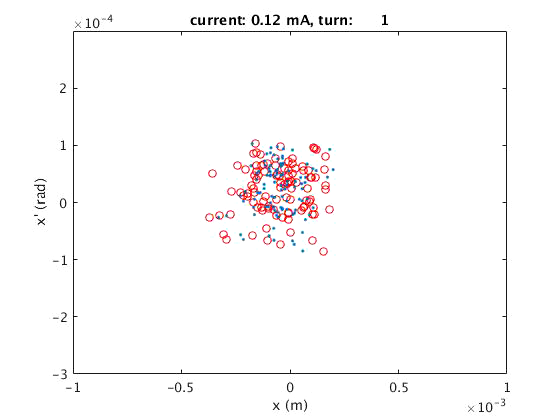 current: 0.12 mA, turn: 1
×10⁻⁴
2
1
0
−1
−2
−3
x' (rad)
−1 −0.5 0 0.5 1
x (m)
×10⁻³